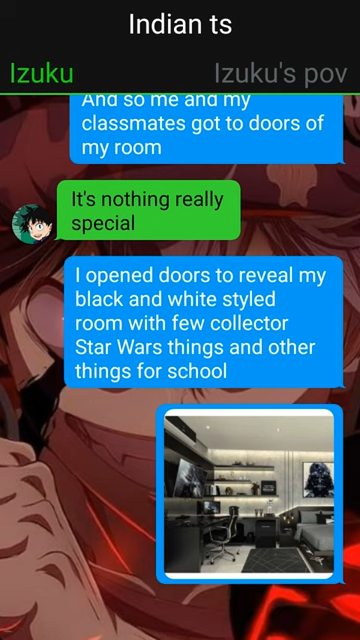 Indian ts
Izuku
Izuku's pov
And so me and my
classmates got to doors of
my room
It's nothing really
special
I opened doors to reveal my
black and white styled
room with few collector
Star Wars things and other
things for school